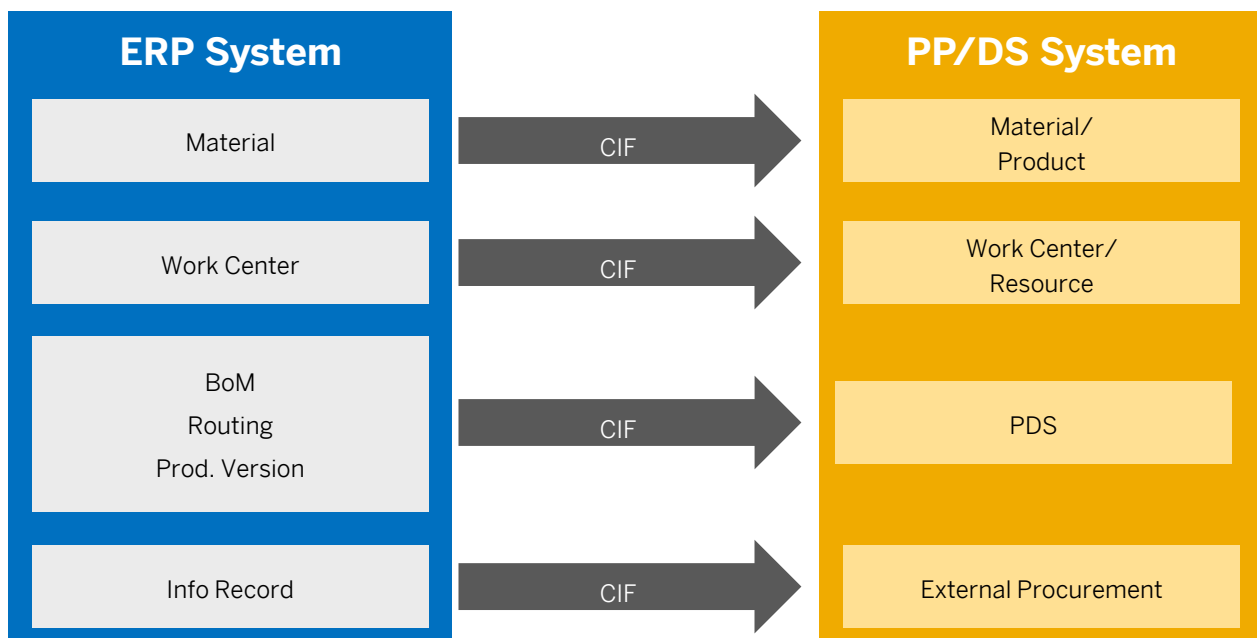 ERP System
PP/DS System
Material
CIF
Material/
Product
Work Center
CIF
Work Center/
Resource
BoM
Routing
Prod. Version
CIF
PDS
Info Record
CIF
External Procurement